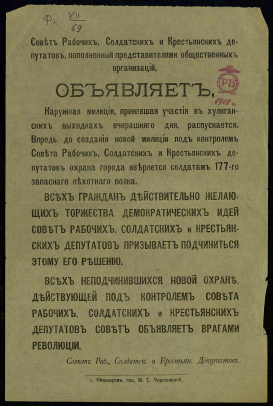 Фл. XII
69
Совѣтъ Рабочихъ, Солдатскихъ и Крестьянскихъ де-
путатовъ, пополненный представителями общественныхъ
организацій,
ОБЪЯВЛЯЕТЪ,
Наружная милиція, принявшая участія въ хулиган-
скихъ выходкахъ вчерашняго дня, распускается.
Впредь до созданія новой милиціи подъ контролемъ
Совѣта Рабочихъ, Солдатскихъ и Крестьянскихъ де-
путатовъ охрана города ввѣряется солдатамъ 177-го
запаснаго пѣхотнаго полка.
ВСѢХЪ ГРАЖДАНЪ ДѢЙСТВИТЕЛЬНО ЖЕЛАЮ-
ЩИХЪ ТОРЖЕСТВА ДЕМОКРАТИЧЕСКИХЪ ИДЕЙ
СОВѢТЪ РАБОЧИХЪ, СОЛДАТСКИХЪ и КРЕСТЬЯН-
СКИХЪ ДЕПУТАТОВЪ ПРИЗЫВАЕТЪ ПОДЧИНИТЬСЯ
ЭТОМУ ЕГО РѢШЕНІЮ.
ВСѢХЪ НЕПОДЧИНИВШИХСЯ НОВОЙ ОХРАНѢ,
ДѢЙСТВУЮЩЕЙ ПОДЪ КОНТРОЛЕМЪ СОВѢТА
РАБОЧИХЪ, СОЛДАТСКИХЪ и КРЕСТЬЯНСКИХЪ
ДЕПУТАТОВЪ СОВѢТЪ ОБЪЯВЛЯЕТЪ ВРАГАМИ
РЕВОЛЮЦІИ.
Совѣтъ Раб., Солдатск. и Крестьян. Депутатовъ.